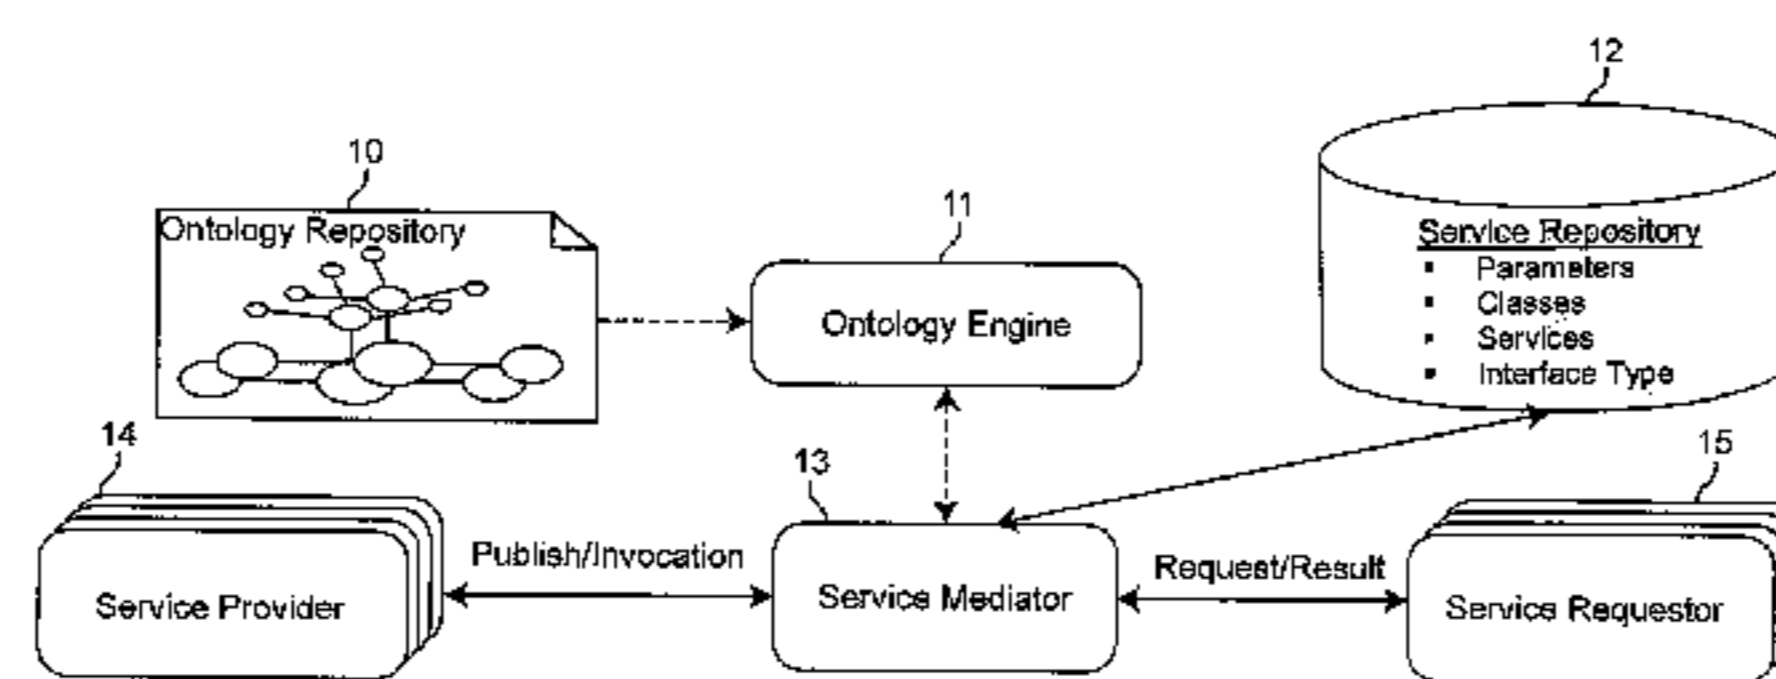 12
10
Ontology Repository
11
Ontology Engine
Service Repository
▪ Parameters
▪ Classes
▪ Services
▪ Interface Type
14
13
15
Publish/Invocation
Request/Result
Service Provider
Service Mediator
Service Requestor